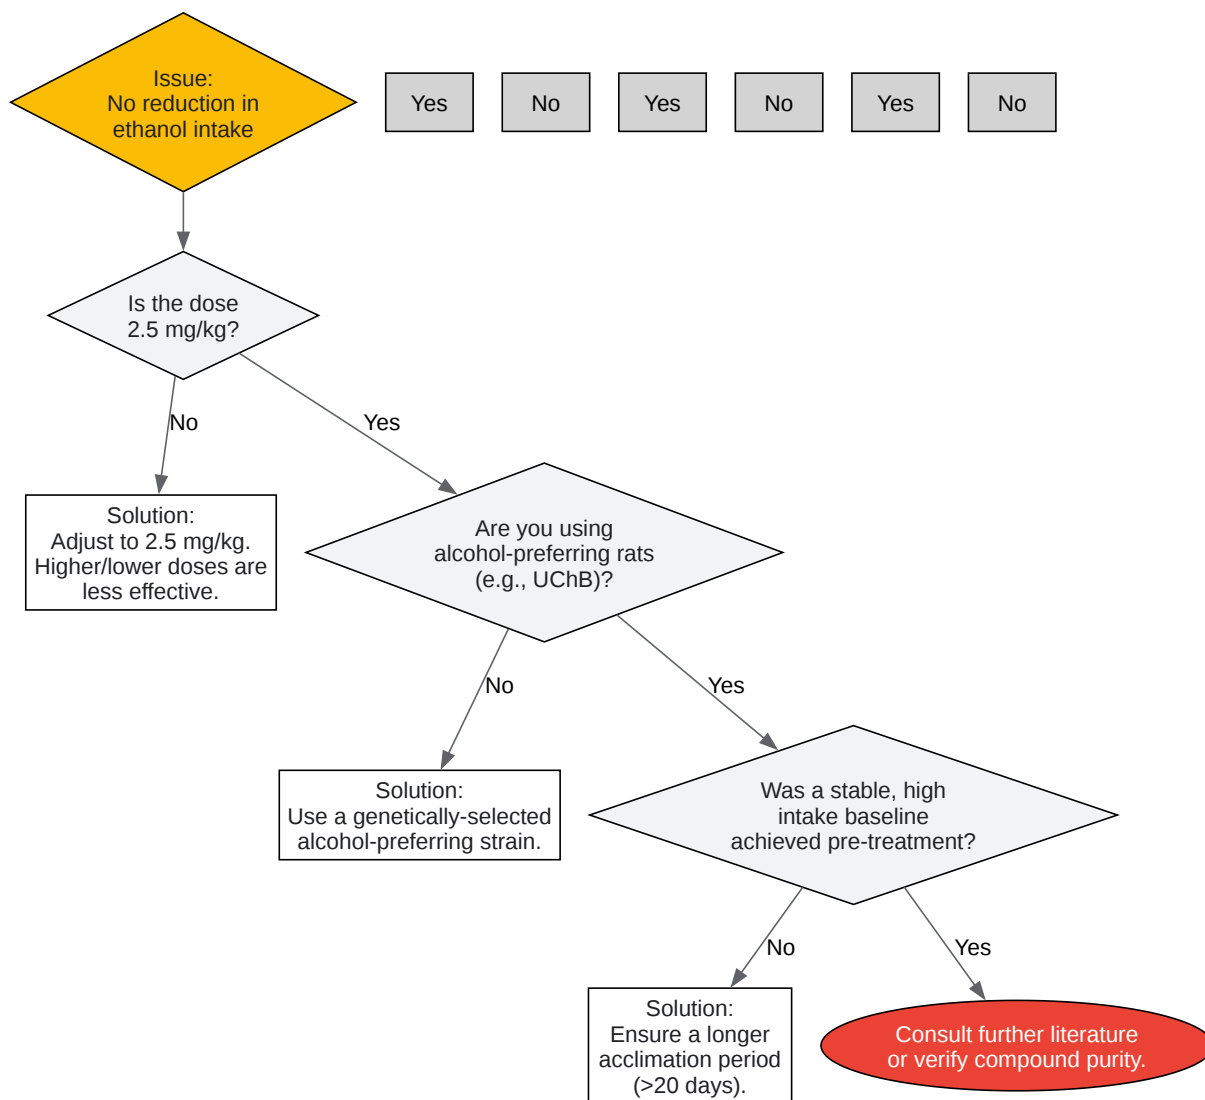 Issue:
No reduction in
ethanol intake
Yes
No
Yes
No
Yes
No
Is the dose
2.5 mg/kg?
No
Yes
Solution:
Adjust to 2.5 mg/kg.
Higher/lower doses are
less effective.
Are you using
alcohol-preferring rats
(e.g., UChB)?
No
Yes
Solution:
Use a genetically-selected
alcohol-preferring strain.
Was a stable, high
intake baseline
achieved pre-treatment?
No
Yes
Solution:
Ensure a longer
acclimation period
(>20 days).
Consult further literature
or verify compound purity.